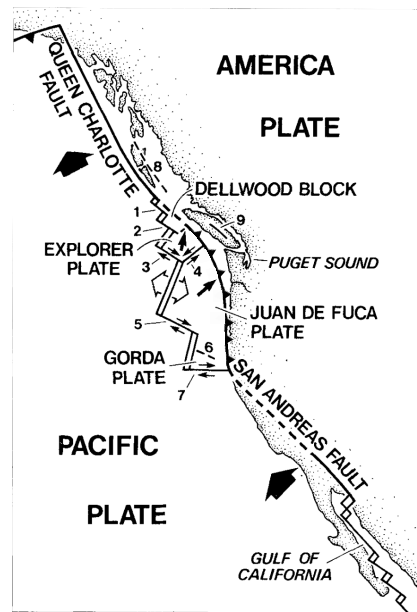 AMERICA
PLATE
QUEEN CHARLOTTE
FAULT
8
DELLWOOD BLOCK
1
2
9
EXPLORER
PLATE
3
4
PUGET SOUND
JUAN DE FUCA
PLATE
5
6
GORDA
PLATE
7
SAN ANDREAS FAULT
PACIFIC
PLATE
GULF OF
CALIFORNIA